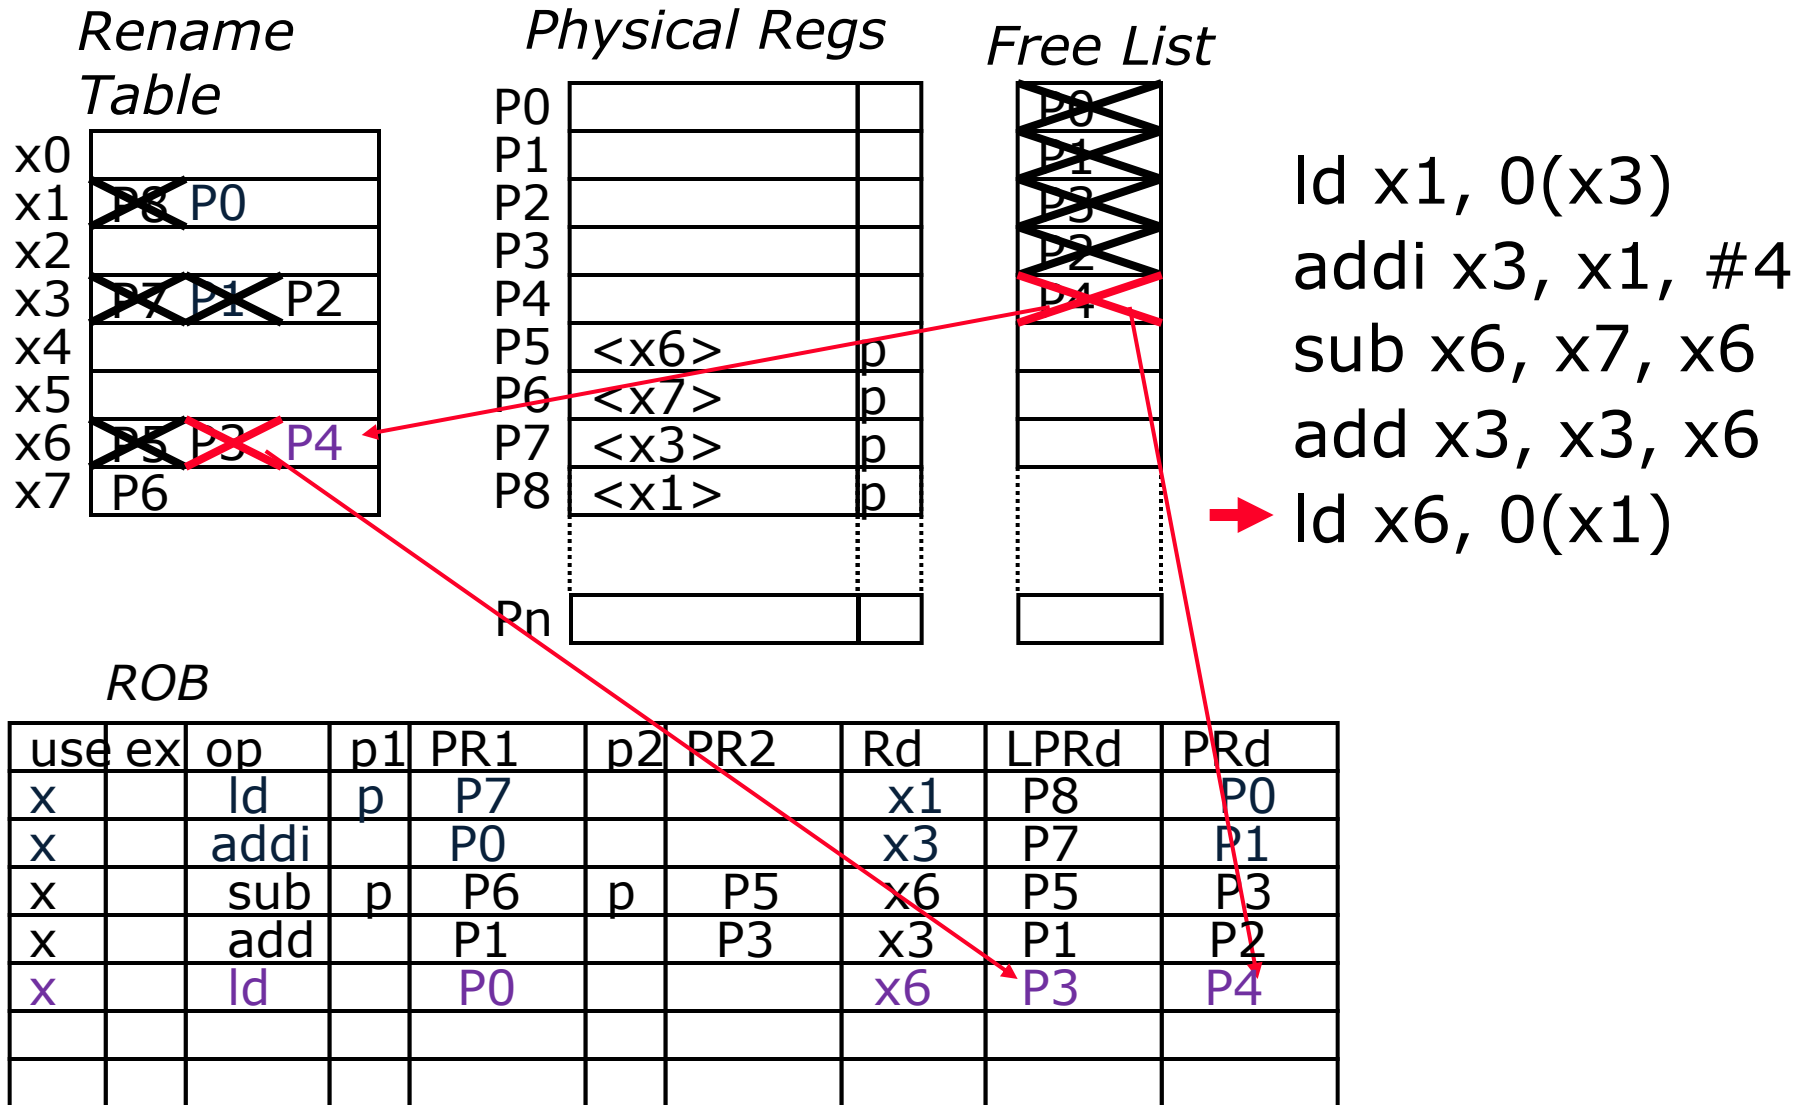 Rename
Table
x0
x1 P8 P0
x2
x3 P7 P1 P2
x4
x5
x6 P5 P3 P4
x7 P6
Physical Regs
P0
P1
P2
P3
P4
P5 <x6> p
P6 <x7> p
P7 <x3> p
P8 <x1> p
Pn
Free List
P0
P1
P3
P2
P4
ld x1, 0(x3)
addi x3, x1, #4
sub x6, x7, x6
add x3, x3, x6
ld x6, 0(x1)
ROB
use ex op p1 PR1 p2 PR2 Rd LPRd PRd
x ld p P7 x1 P8 P0
x addi P0 x3 P7 P1
x sub p P6 p P5 x6 P5 P3
x add P1 P3 x3 P1 P2
x ld P0 x6 P3 P4